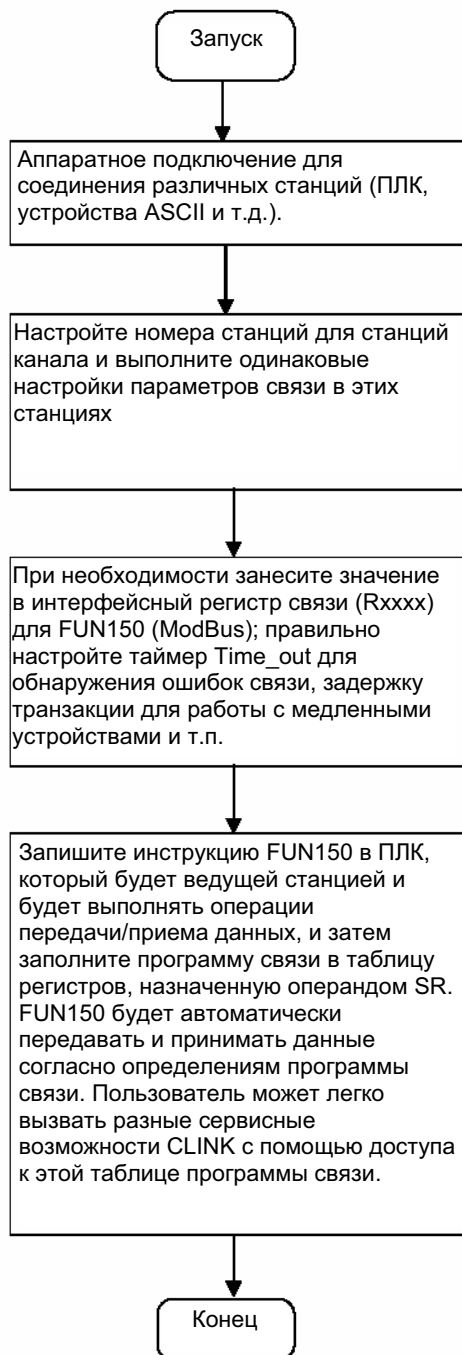 Запуск
Аппаратное подключение для
соединения различных станций (ПЛК,
устройства ASCII и т.д.).
Настройте номера станций для станций
канала и выполните одинаковые
настройки параметров связи в этих
станциях
При необходимости занесите значение
в интерфейсный регистр связи (Rxxxx)
для FUN150 (ModBus); правильно
настройте таймер Time_out для
обнаружения ошибок связи, задержку
транзакции для работы с медленными
устройствами и т.п.
Запишите инструкцию FUN150 в ПЛК,
который будет ведущей станцией и
будет выполнять операции
передачи/приема данных, и затем
заполните программу связи в таблицу
регистров, назначенную операндом SR.
FUN150 будет автоматически
передавать и принимать данные
согласно определениям программы
связи. Пользователь может легко
вызвать разные сервисные
возможности CLINK с помощью доступа
к этой таблице программы связи.
Конец